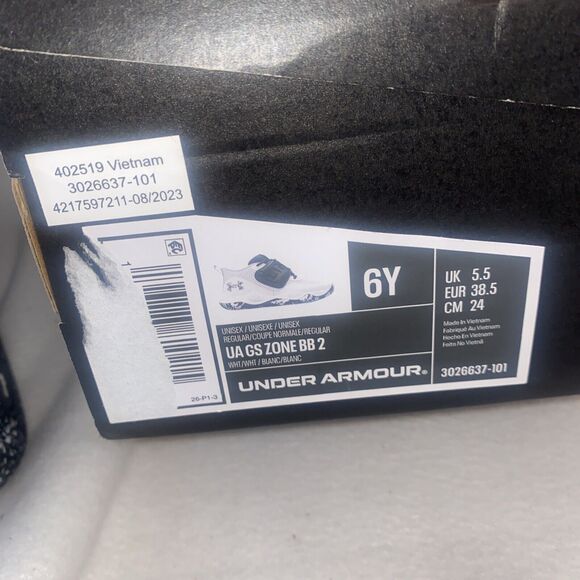 402519 Vietnam
3026637-101
4217597211-08/2023
1
26-P1-3
UNISEX / UNISEXE / UNISEX
REGULAR/COUPE NORMALE/REGULAR
UA GS ZONE BB 2
WHT/WHT / BLANC/BLANC
6Y
UNDER ARMOUR®
UK 5.5
EUR 38.5
CM 24
Made In Vietnam
Fabriqué Au Vietnam
Hecho En Vietnam
Feito No Vietnã
3026637-101